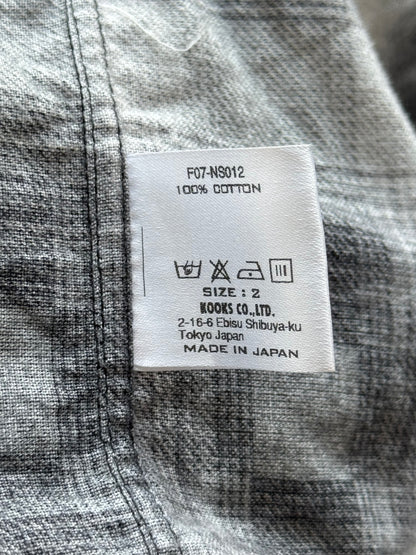 F07-NS012
100% COTTON
SIZE : 2
KOOKS CO.,LTD.
2-16-6 Ebisu Shibuya-ku
Tokyo Japan
MADE IN JAPAN